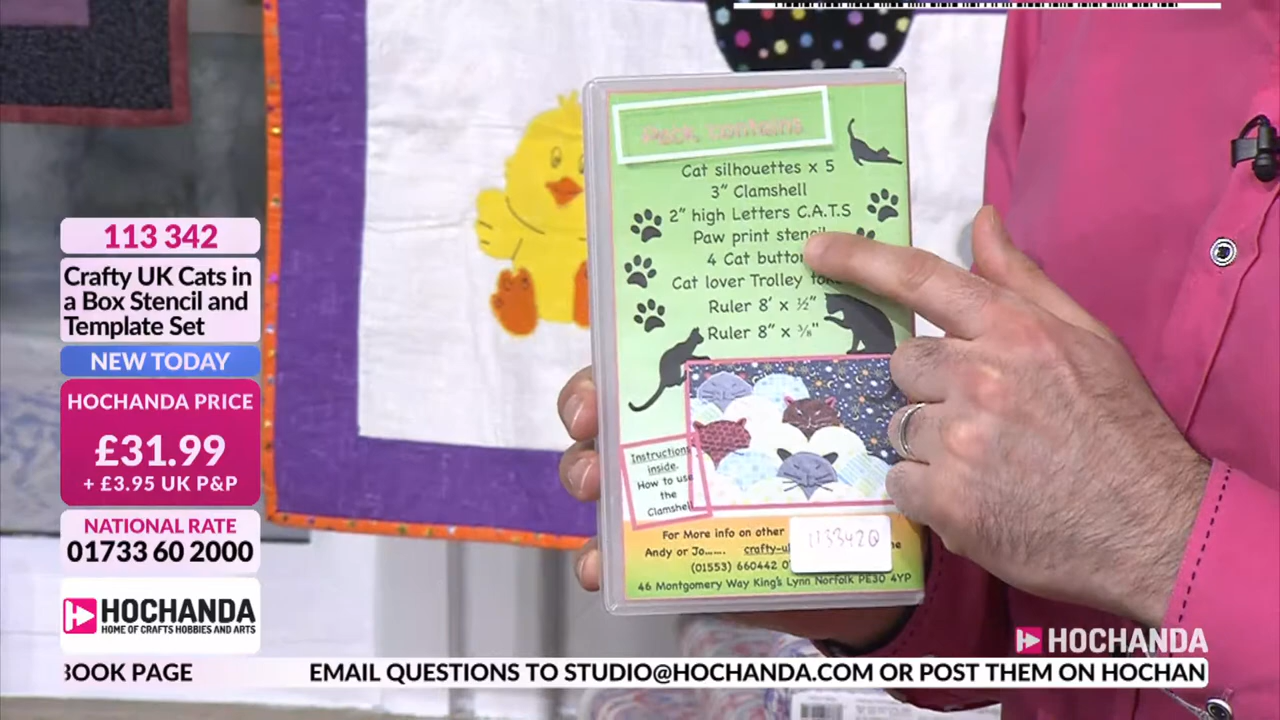 113 342
Crafty UK Cats in
a Box Stencil and
Template Set
NEW TODAY
HOCHANDA PRICE
£31.99
+ £3.95 UK P&P
NATIONAL RATE
01733 60 2000
HOCHANDA
HOME OF CRAFTS HOBBIES AND ARTS
Pack contains
Cat silhouettes x 5
3" Clamshell
2" high Letters C.A.T.S
Paw print stencil
4 Cat button
Cat lover Trolley
Ruler 8' x ½"
Ruler 8" x ⅜"
Instructions
inside.
How to use
the
Clamshell
For More info on other
Andy or Jo......
(01553) 660442
46 Montgomery Way King's Lynn Norfolk PE30 4YP
113342Q
HOCHANDA
BOOK PAGE EMAIL QUESTIONS TO STUDIO@HOCHANDA.COM OR POST THEM ON HOCHAN